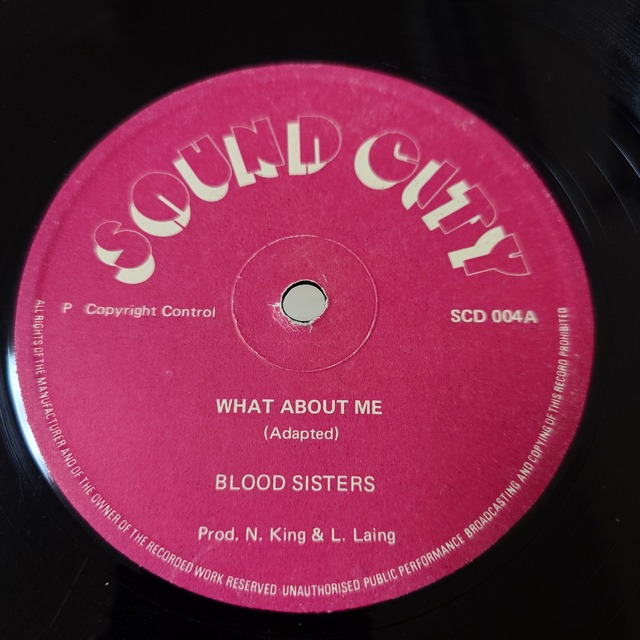 SOUND CITY
P Copyright Control
SCD 004A
WHAT ABOUT ME
(Adapted)
BLOOD SISTERS
Prod. N. King & L. Laing
ALL RIGHTS OF THE MANUFACTURER AND OF THE OWNER OF THE RECORDED WORK RESERVED UNAUTHORISED PUBLIC PERFORMANCE BROADCASTING AND COPYING OF THIS RECORD PROHIBITED